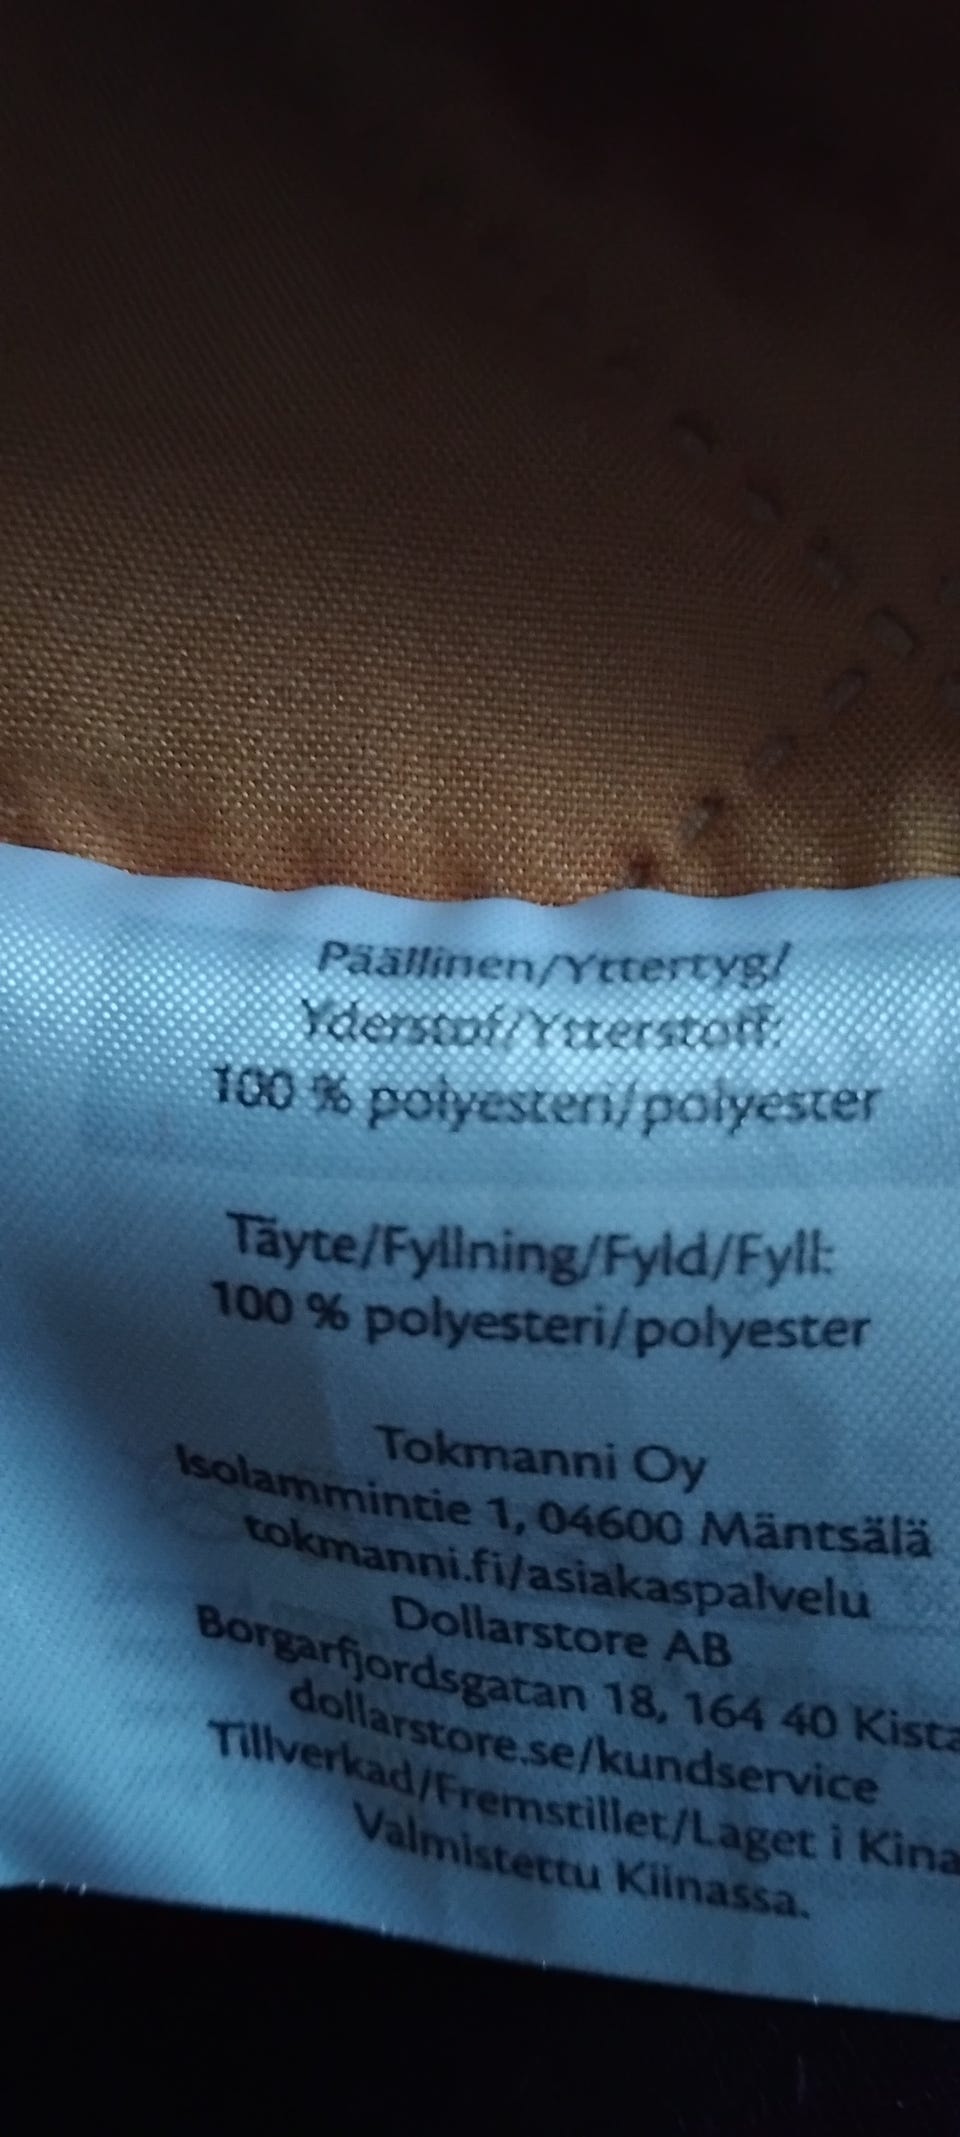 Päällinen/Yttertyg/
Yderstof/Ytterstoff:
100 % polyesteri/polyester
Täyte/Fyllning/Fyld/Fyll:
100 % polyesteri/polyester
Tokmanni Oy
Isolammintie 1, 04600 Mäntsälä
tokmanni.fi/asiakaspalvelu
Dollarstore AB
Borgarfjordsgatan 18, 164 40 Kista
dollarstore.se/kundservice
Tillverkad/Fremstillet/Laget i Kina
Valmistettu Kiinassa.